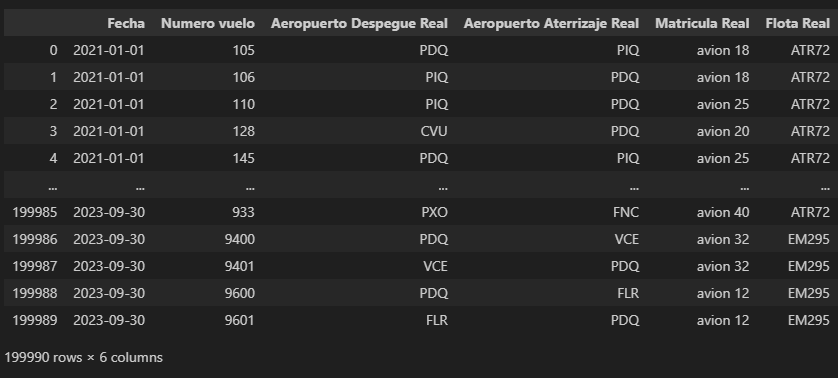 Fecha Numero vuelo Aeropuerto Despegue Real Aeropuerto Aterrizaje Real Matricula Real Flota Real
0 2021-01-01 105 PDQ PIQ avion 18 ATR72
1 2021-01-01 106 PIQ PDQ avion 18 ATR72
2 2021-01-01 110 PIQ PDQ avion 25 ATR72
3 2021-01-01 128 CVU PDQ avion 20 ATR72
4 2021-01-01 145 PDQ PIQ avion 25 ATR72
... ... ... ... ... ... ...
199985 2023-09-30 933 PXO FNC avion 40 ATR72
199986 2023-09-30 9400 PDQ VCE avion 32 EM295
199987 2023-09-30 9401 VCE PDQ avion 32 EM295
199988 2023-09-30 9600 PDQ FLR avion 12 EM295
199989 2023-09-30 9601 FLR PDQ avion 12 EM295
199990 rows × 6 columns